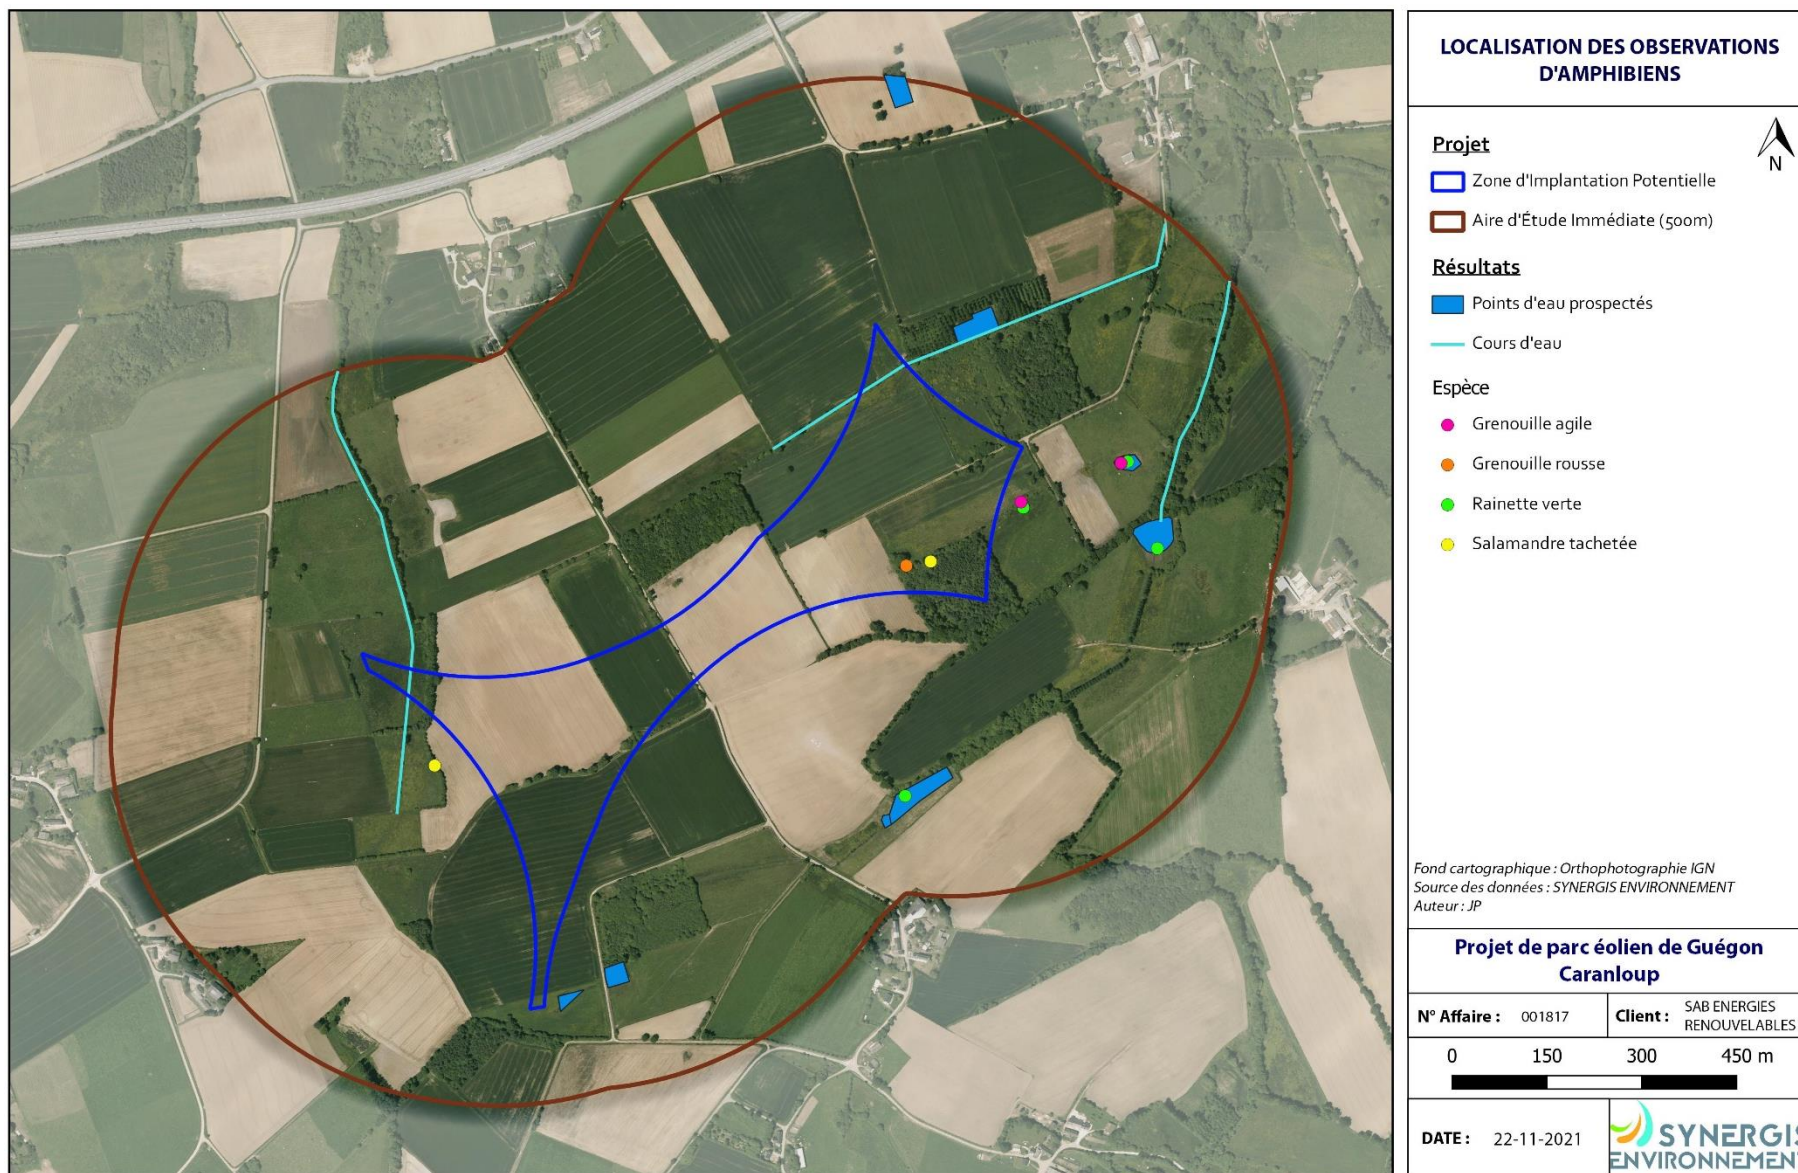 LOCALISATION DES OBSERVATIONS
D'AMPHIBIENS
N
Projet
Zone d'Implantation Potentielle
Aire d'Étude Immédiate (500m)
Résultats
Points d'eau prospectés
Cours d'eau
Espèce
Grenouille agile
Grenouille rousse
Rainette verte
Salamandre tachetée
Fond cartographique : Orthophotographie IGN
Source des données : SYNERGIS ENVIRONNEMENT
Auteur : JP
Projet de parc éolien de Guégon
Caranloup
N° Affaire : 001817 Client : SAB ENERGIES
RENOUVELABLES
0 150 300 450 m
DATE : 22-11-2021
SYNERGIS
ENVIRONNEMENT